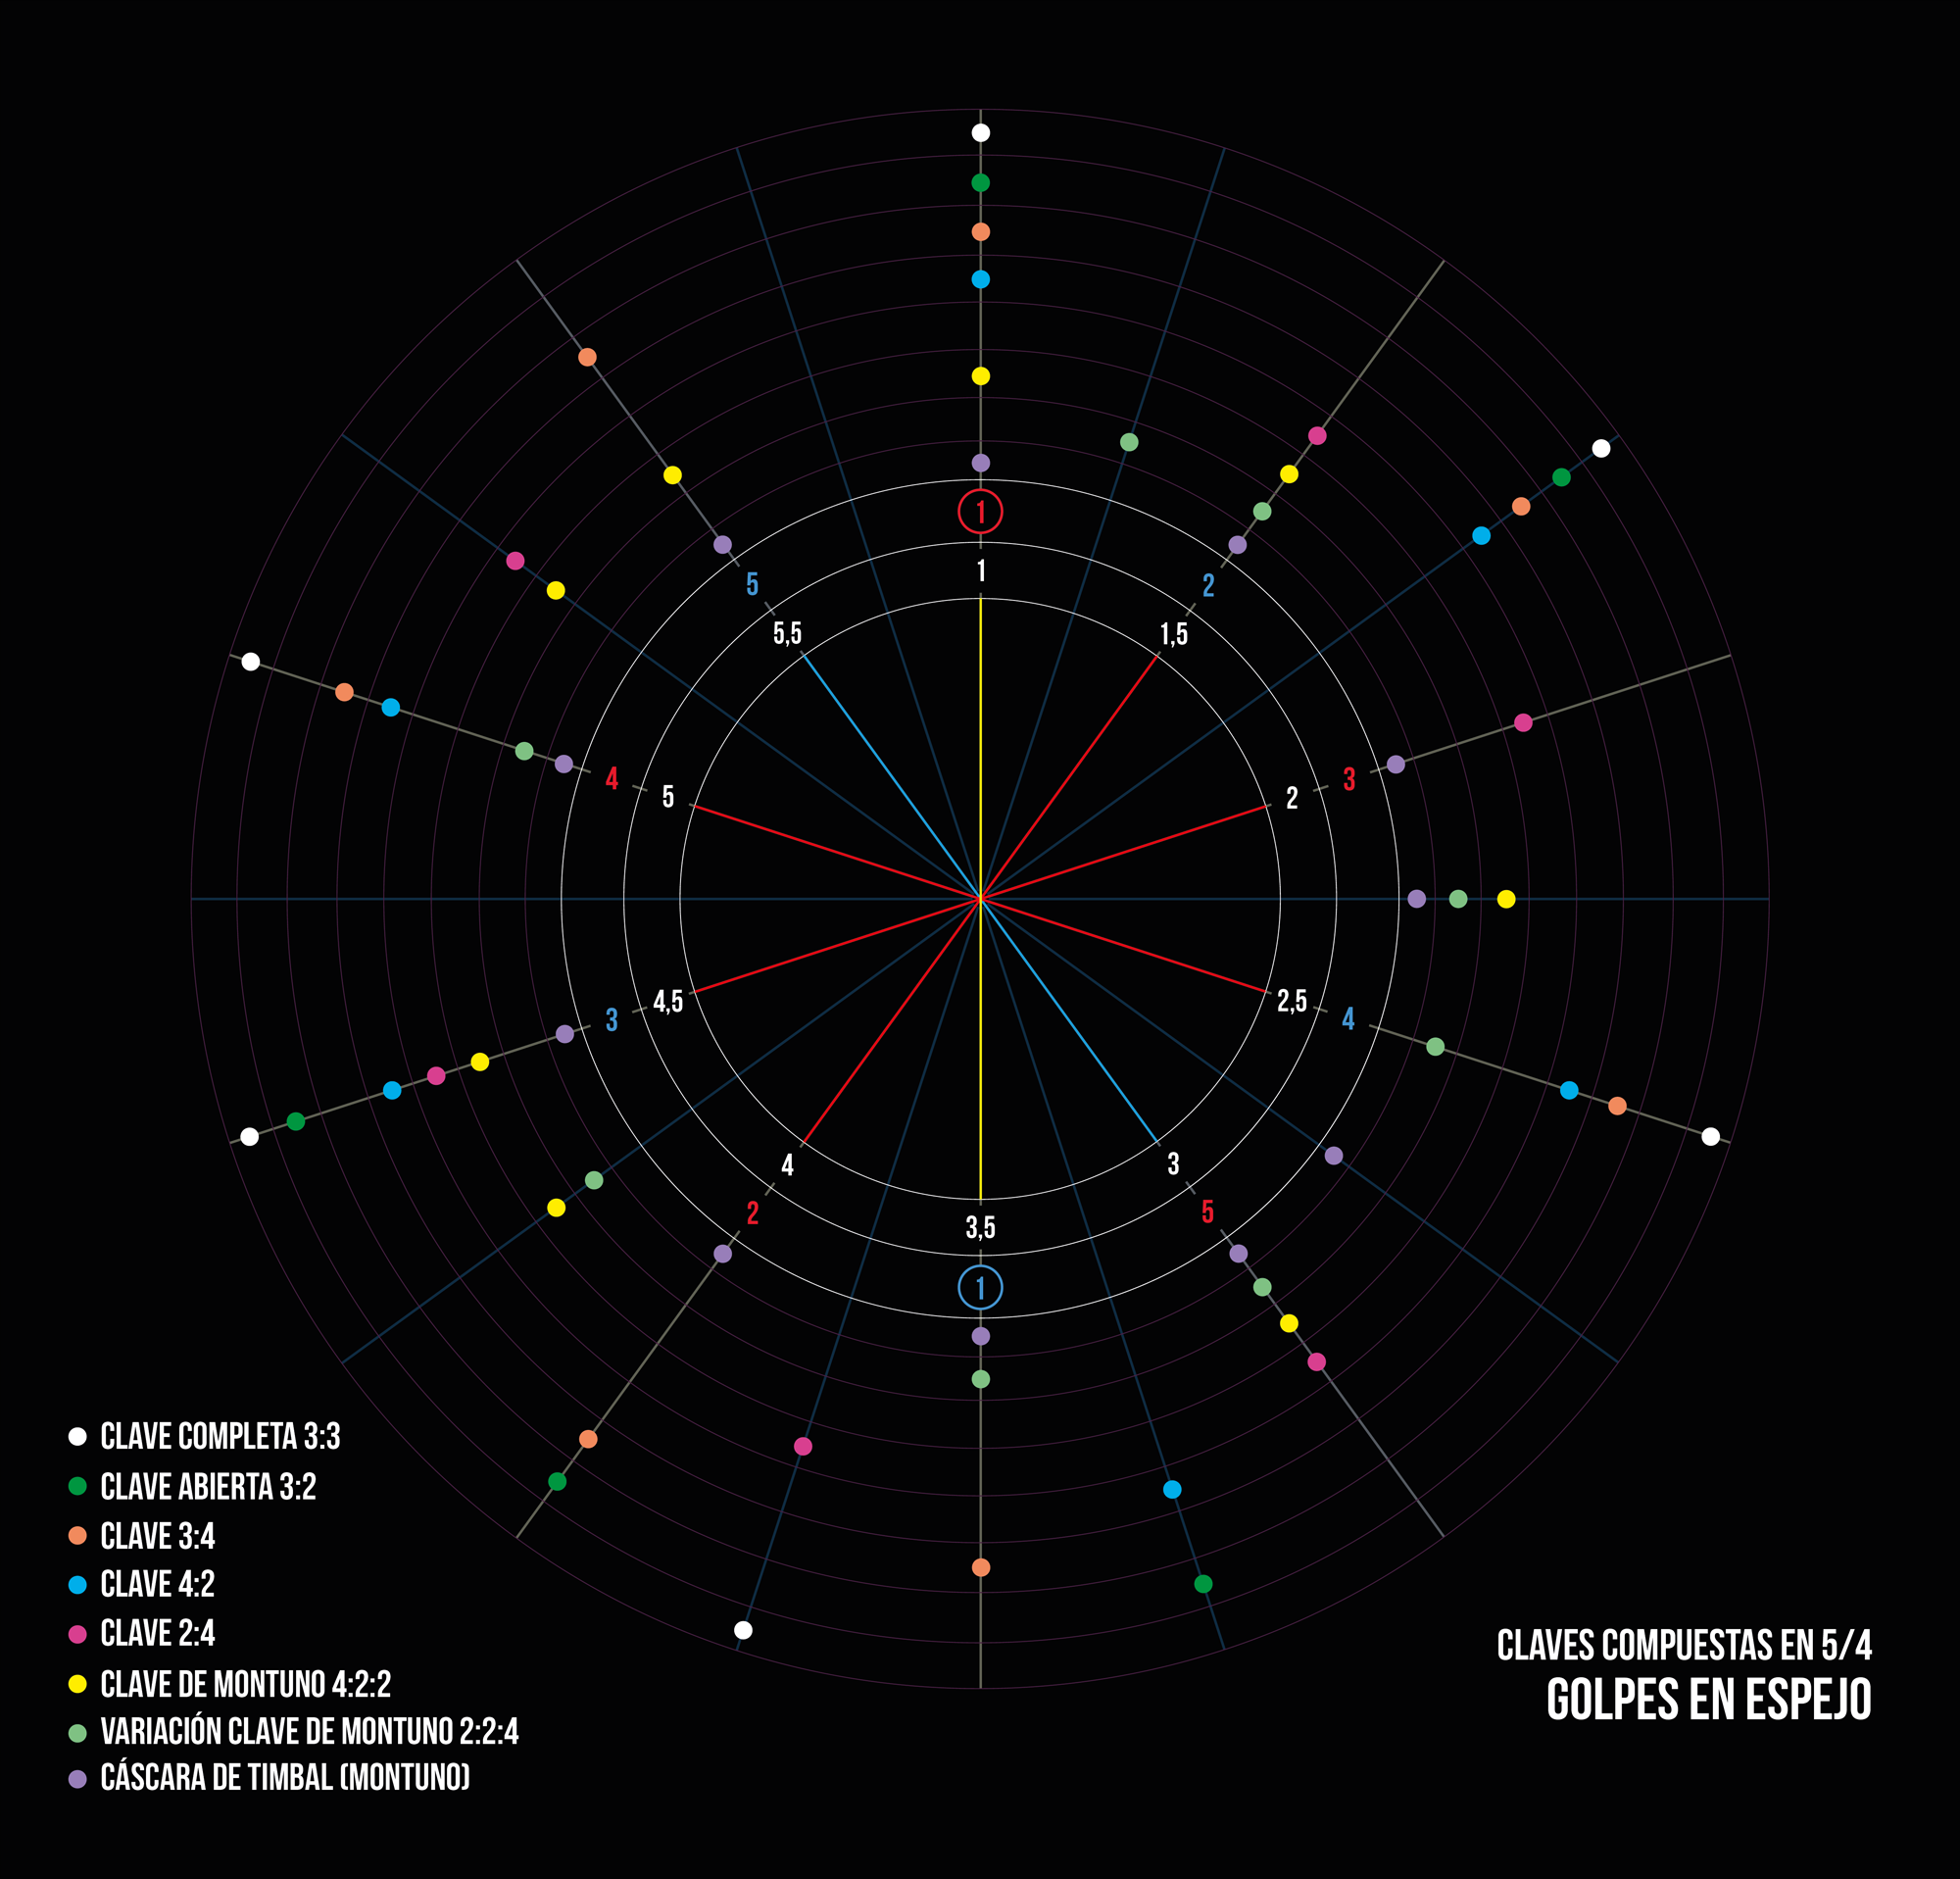 1
1
5
2
5,5
1,5
4
5
2
3
3
4,5
2,5
4
4
3
2
5
3,5
1
CLAVE COMPLETA 3:3
CLAVE ABIERTA 3:2
CLAVE 3:4
CLAVE 4:2
CLAVE 2:4
CLAVE DE MONTUNO 4:2:2
VARIACIÓN CLAVE DE MONTUNO 2:2:4
CÁSCARA DE TIMBAL (MONTUNO)
CLAVES COMPUESTAS EN 5/4
GOLPES EN ESPEJO